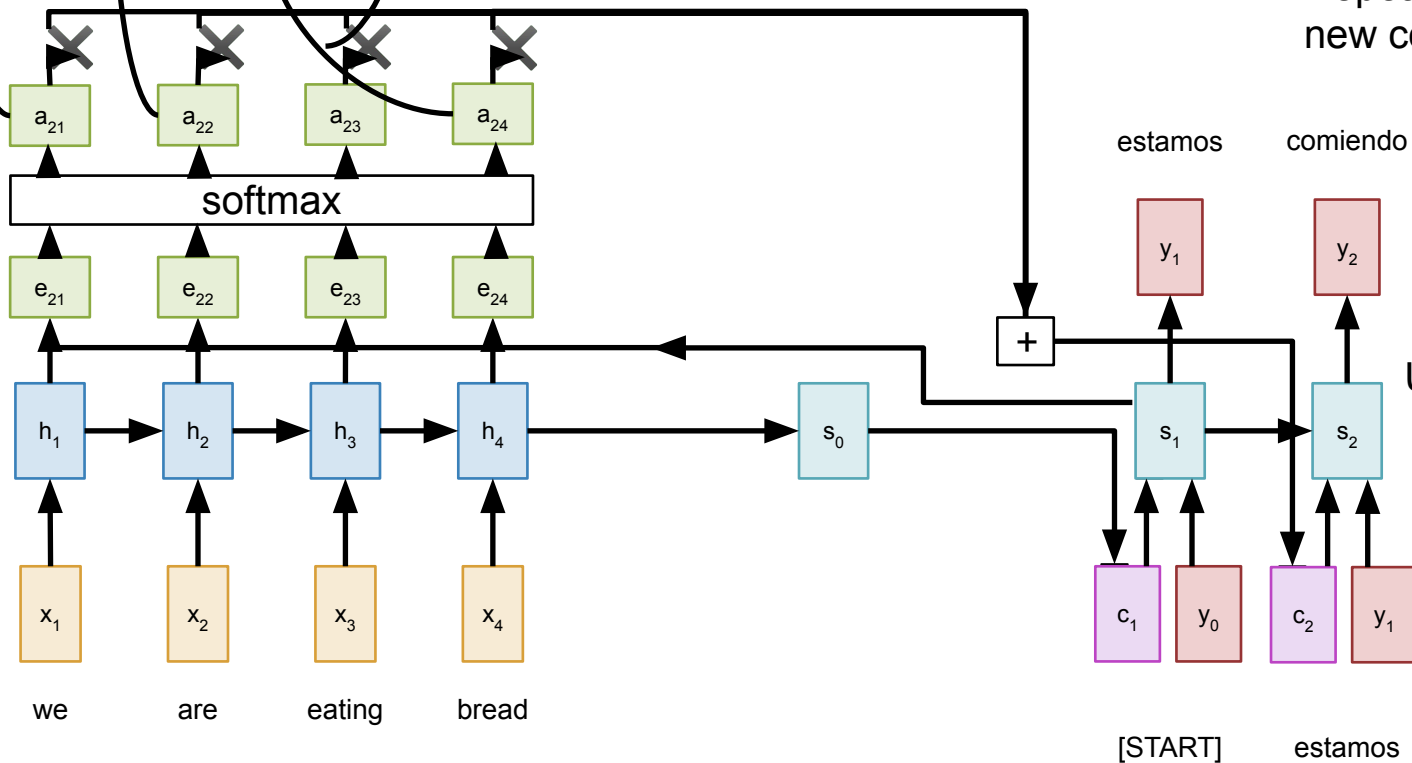 new
a21 a22 a23 a24
estamos comiendo
softmax
y1 y2
e21 e22 e23 e24
+
h1 h2 h3 h4 s0 s1 s2
x1 x2 x3 x4 c1 y0 c2 y1
we are eating bread
[START] estamos